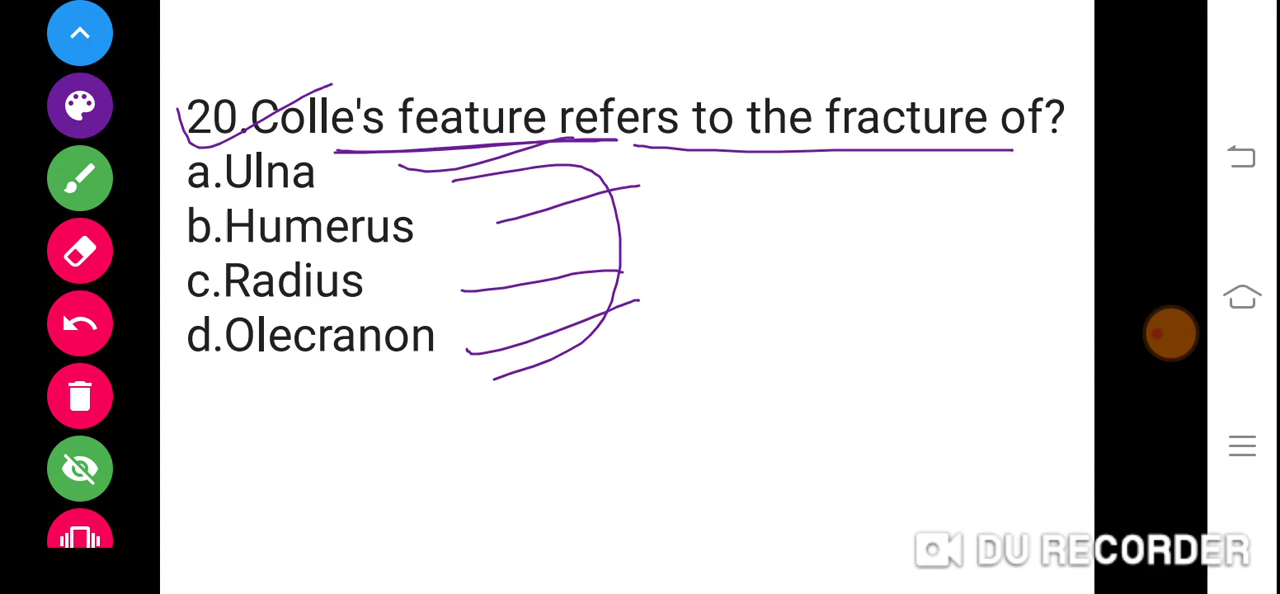 20.Colle's feature refers to the fracture of?
a.Ulna
b.Humerus
c.Radius
d.Olecranon
DU RECORDER